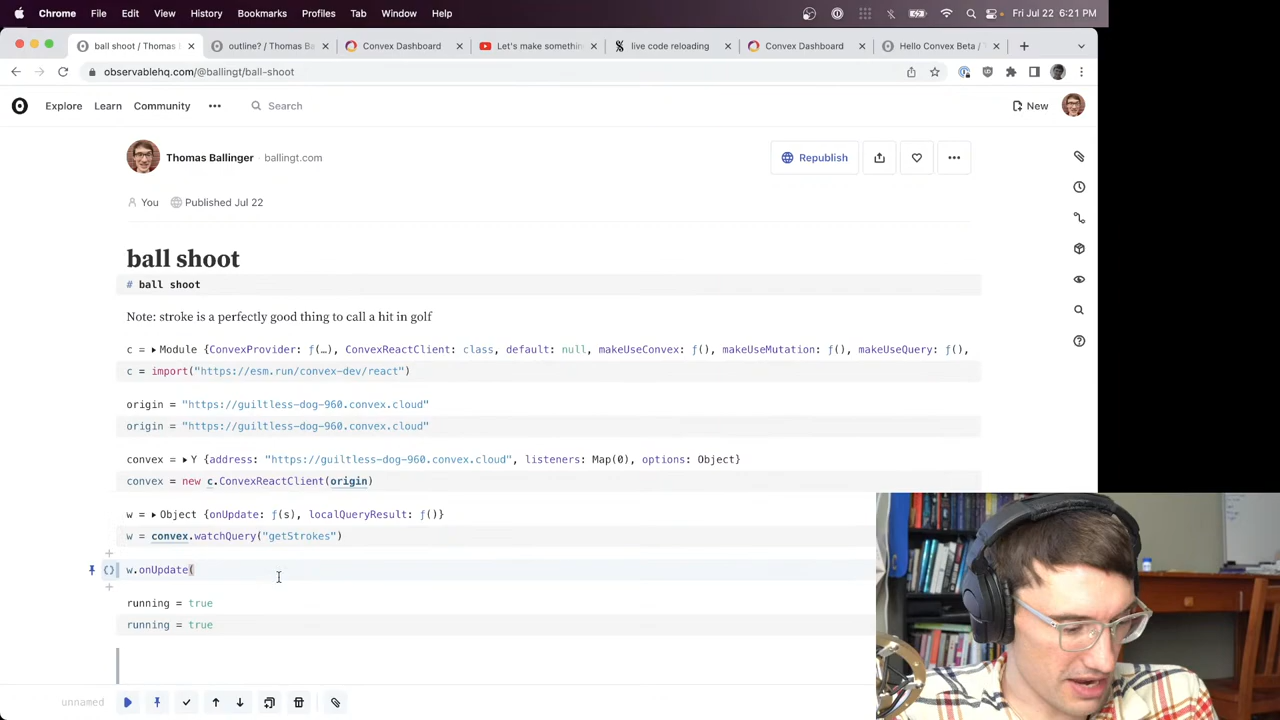 Chrome File Edit View History Bookmarks Profiles Tab Window Help Fri Jul 22 6:21 PM
ball shoot / Thomas L outline? / Thomas Ba Convex Dashboard Let's make somethin live code reloading Convex Dashboard Hello Convex Beta / T
observablehq.com/@ballingt/ball-shoot
Explore Learn Community Search New
Thomas Ballinger ballingt.com Republish
You Published Jul 22
ball shoot
# ball shoot
Note: stroke is a perfectly good thing to call a hit in golf
c = Module {ConvexProvider: ƒ(…), ConvexReactClient: class, default: null, makeUseConvex: ƒ(), makeUseMutation: ƒ(), makeUseQuery: ƒ(),
c = import("https://esm.run/convex-dev/react")
origin = "https://guiltless-dog-960.convex.cloud"
origin = "https://guiltless-dog-960.convex.cloud"
convex = Y {address: "https://guiltless-dog-960.convex.cloud", listeners: Map(0), options: Object}
convex = new c.ConvexReactClient(origin)
w = Object {onUpdate: ƒ(s), localQueryResult: ƒ()}
w = convex.watchQuery("getStrokes")
w.onUpdate(
running = true
running = true
unnamed